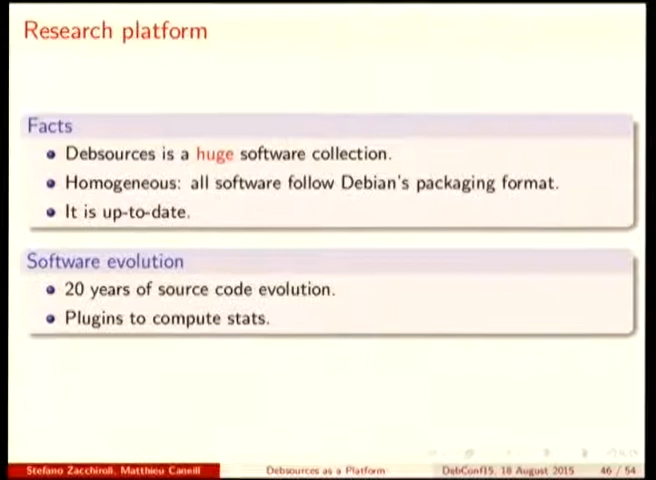 Research platform
Facts
Debsources is a huge software collection.
Homogeneous: all software follow Debian's packaging format.
It is up-to-date.
Software evolution
20 years of source code evolution.
Plugins to compute stats.
Stefano Zacchiroli, Matthieu Caneill
Debsources as a Platform
DebConf15, 18 August 2015
46 / 54